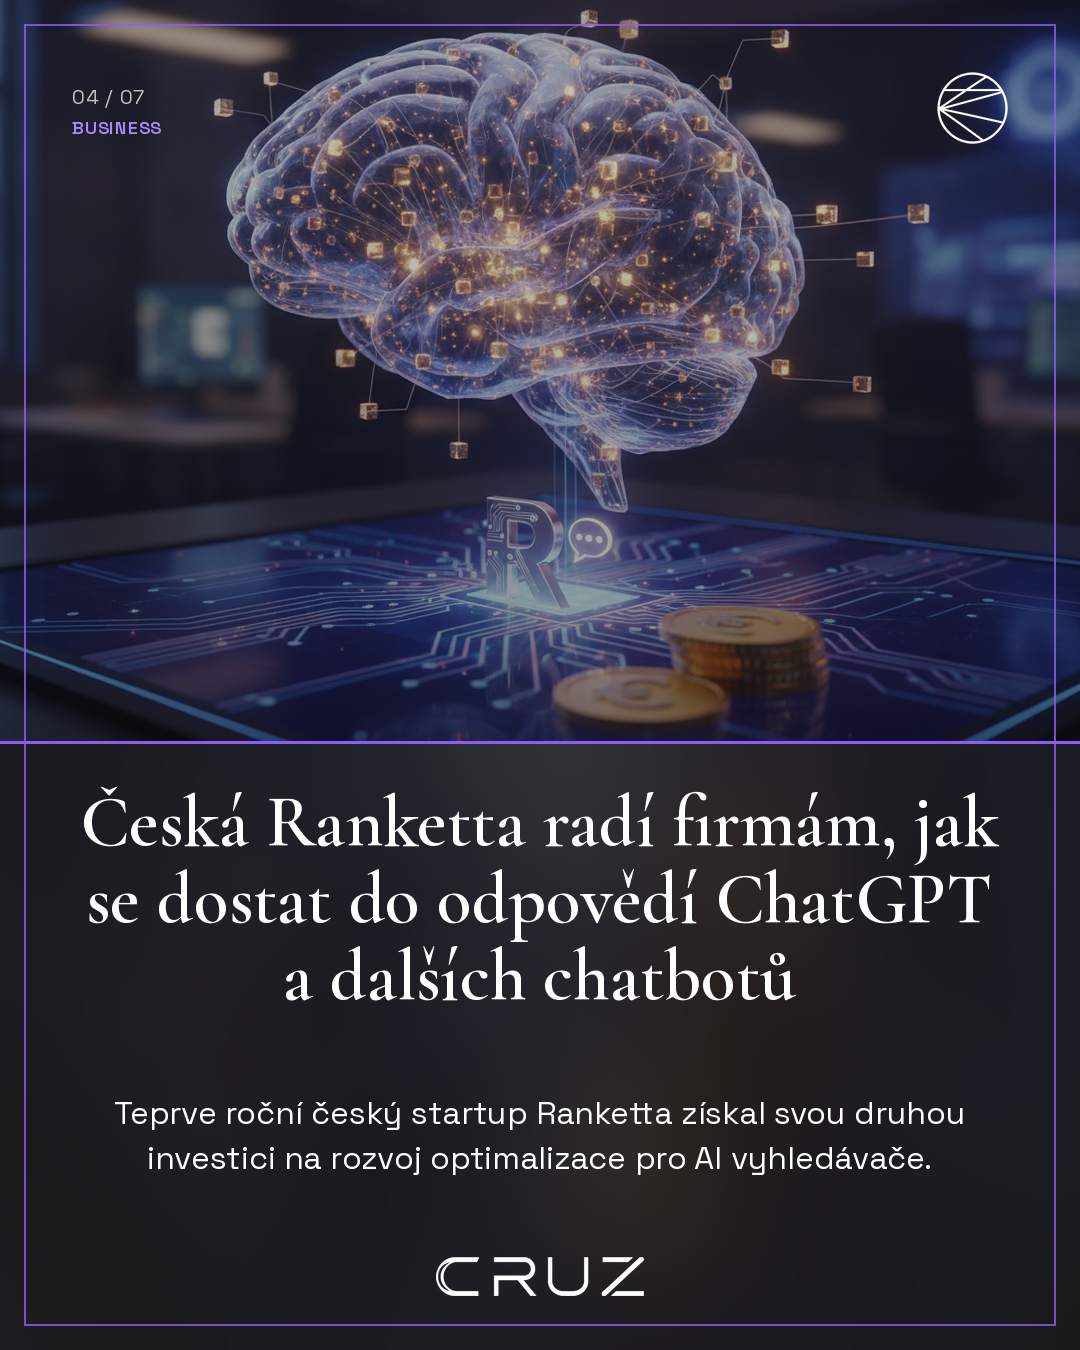 04 / 07
BUSINESS
R
Česká Ranketta radí firmám, jak
se dostat do odpovědí ChatGPT
a dalších chatbotů
Teprve roční český startup Ranketta získal svou druhou
investici na rozvoj optimalizace pro AI vyhledávače.
CRUZ